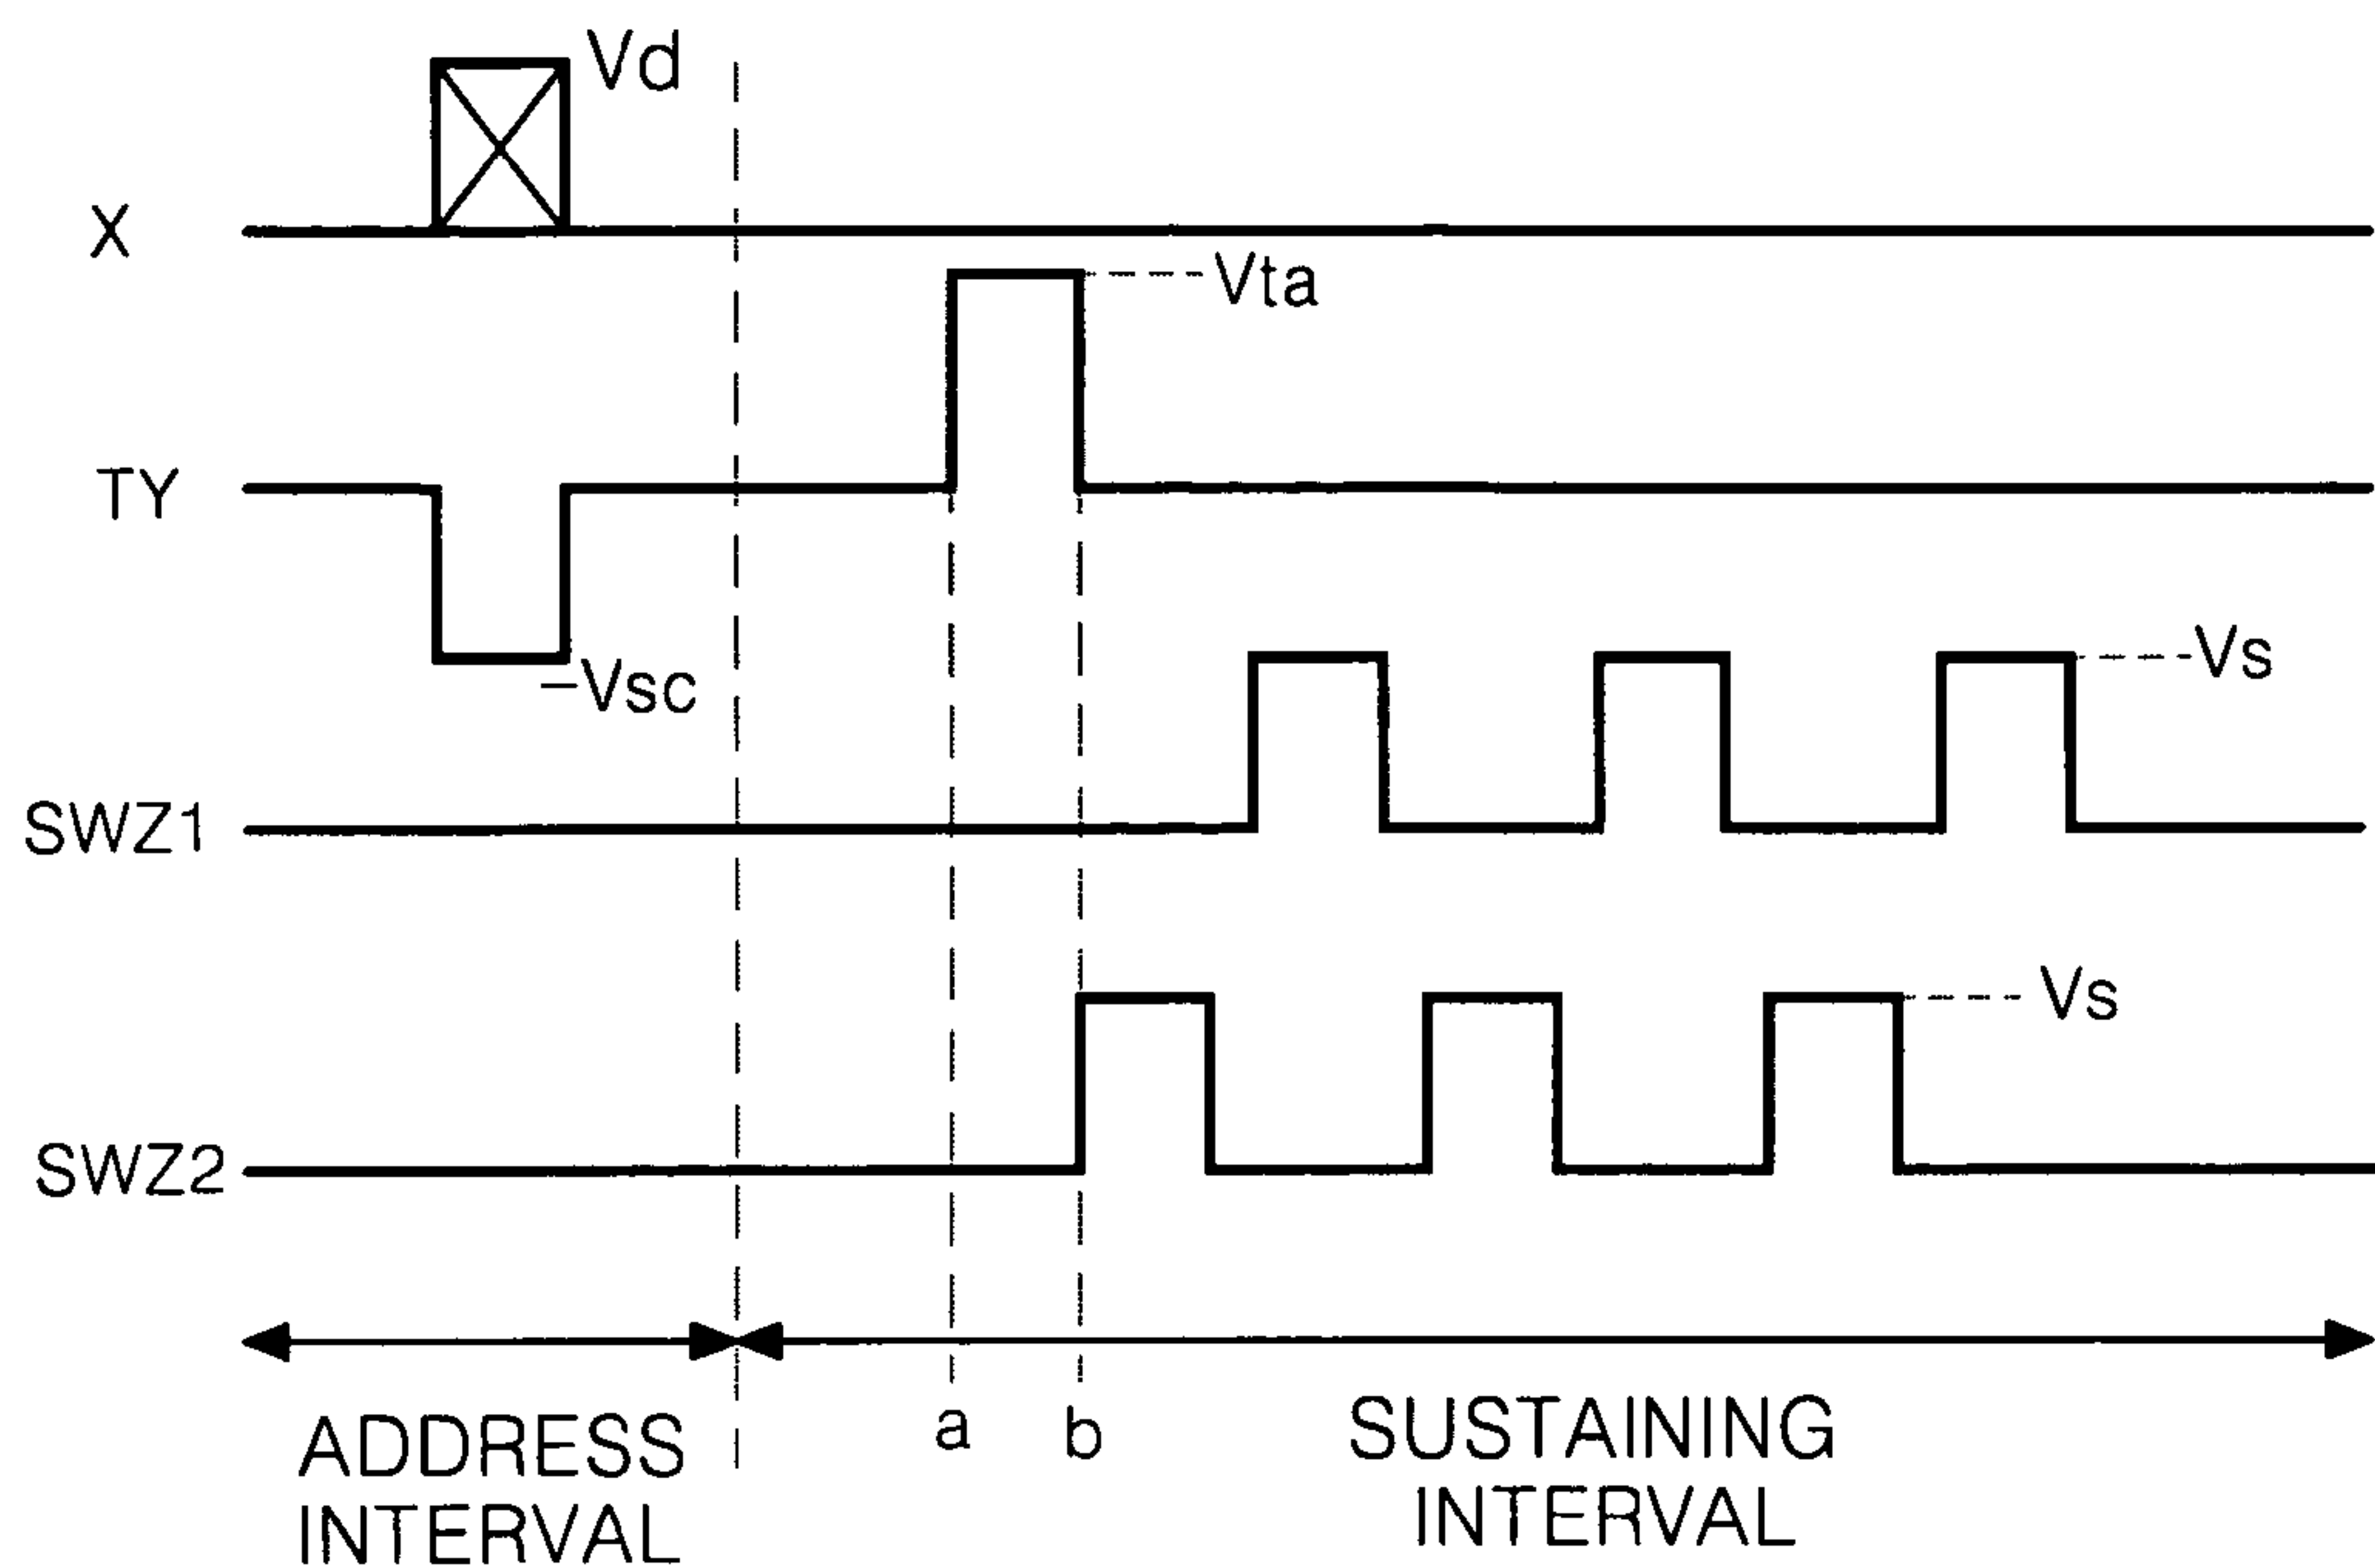 Vd
X
Vta
TY
-Vsc
Vs
SWZ1
Vs
SWZ2
a
b
ADDRESS
INTERVAL
SUSTAINING
INTERVAL